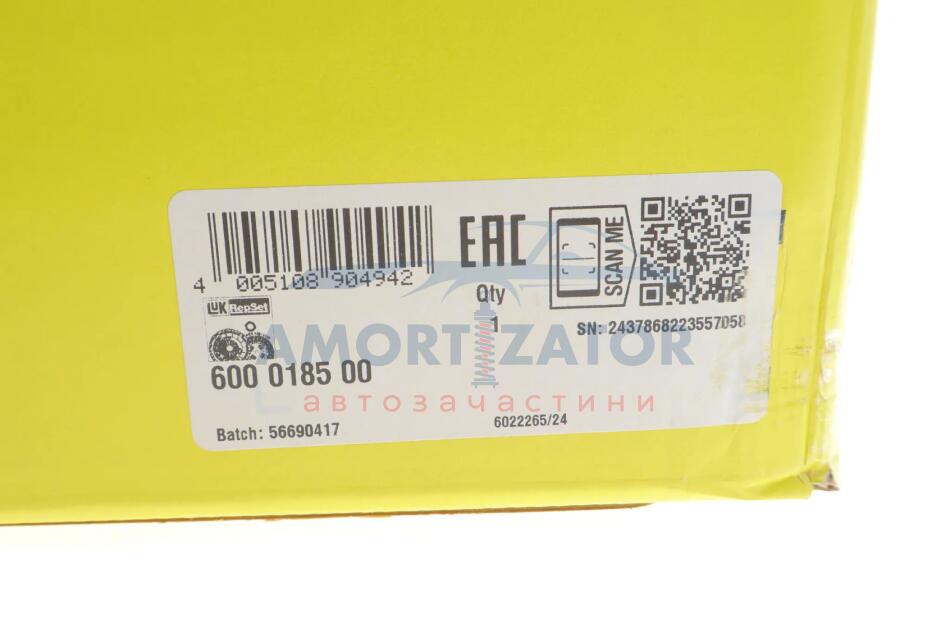 4 005108 904942
EAC
SCAN ME
Qty
1
LUK RepSet
SN: 2437868223557058
AMORTIZATOR
600 0185 00
автозачастини
Batch: 56690417
6022265/24